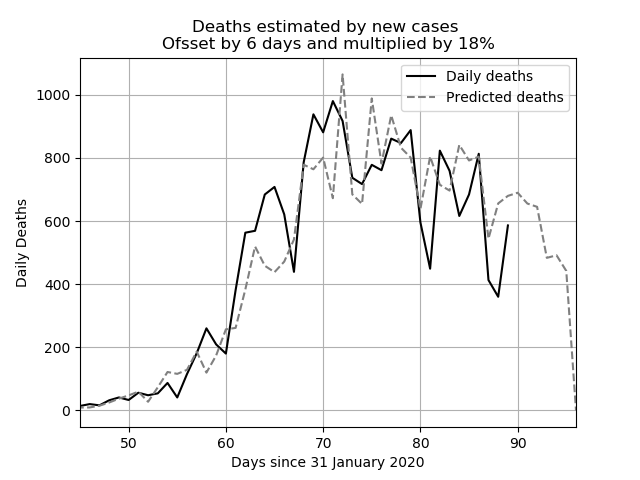 Deaths estimated by new cases
Ofsset by 6 days and multiplied by 18%
Daily deaths
Predicted deaths
1000
800
600
400
200
0
Daily Deaths
50 60 70 80 90
Days since 31 January 2020